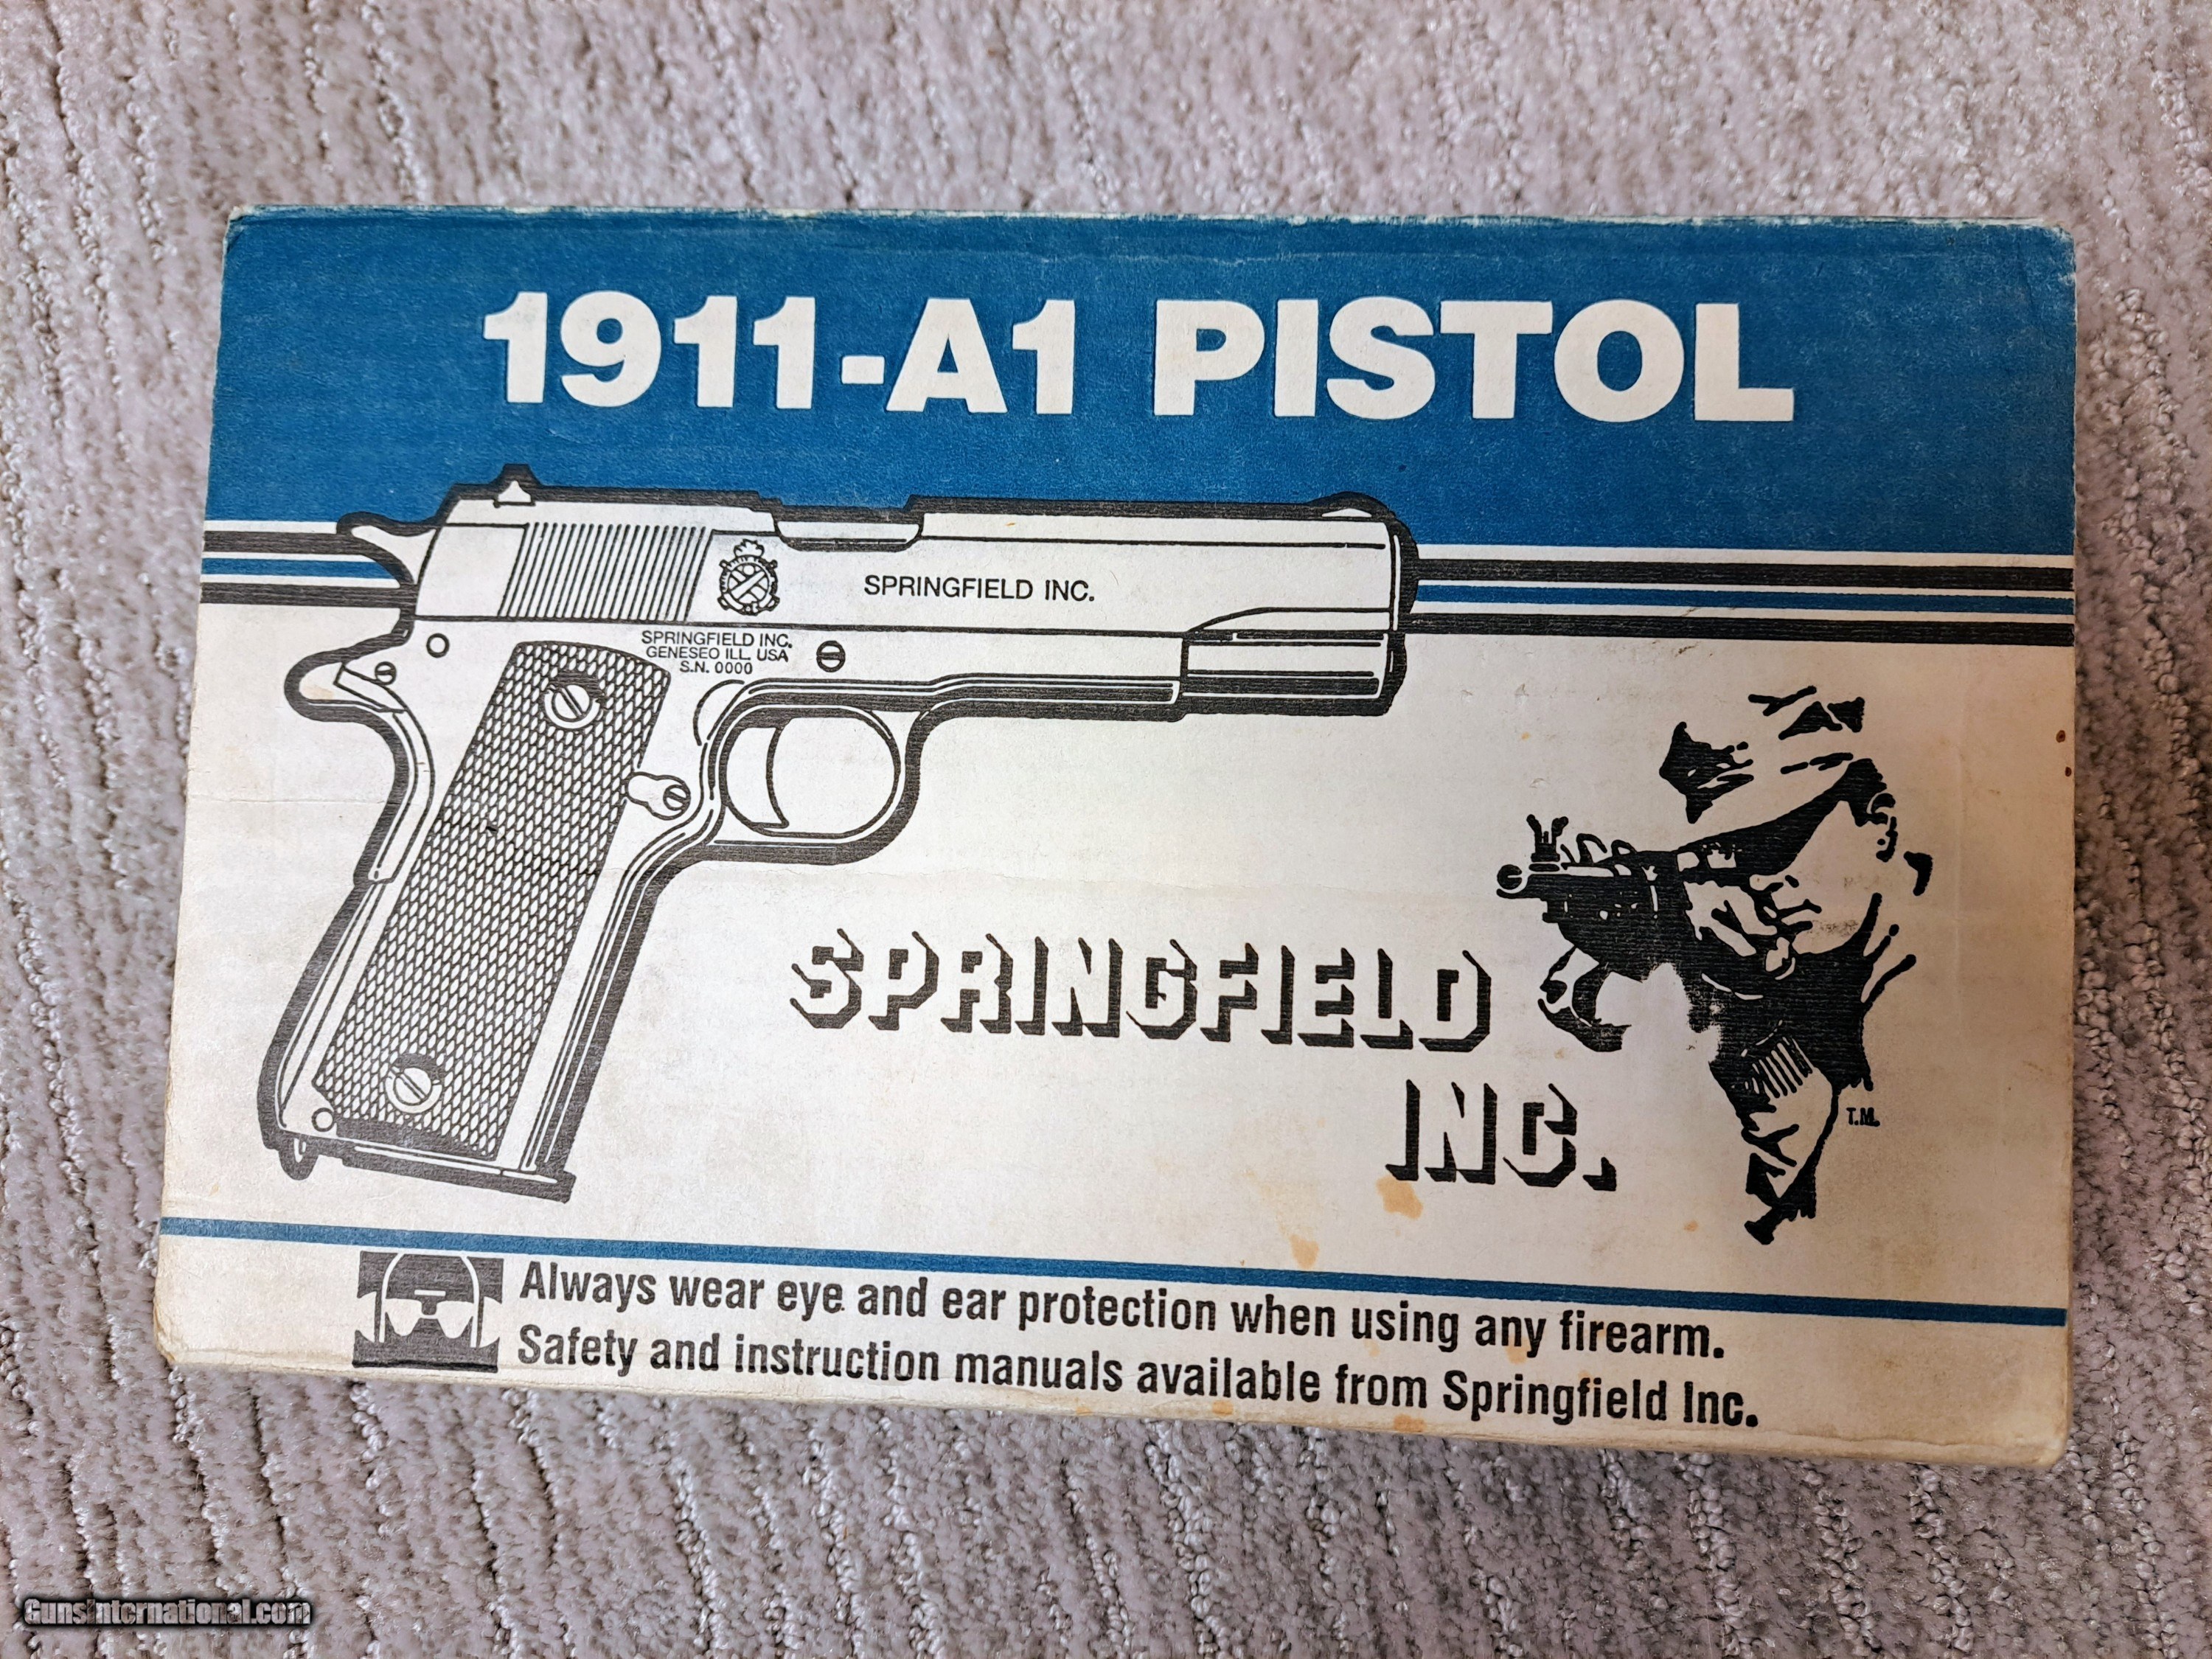 1911-A1 PISTOL
SPRINGFIELD INC.
SPRINGFIELD INC.
GENESEO ILL. USA
S.N. 0000
SPRINGFIELD
INC.
T.M.
Always wear eye and ear protection when using any firearm.
Safety and instruction manuals available from Springfield Inc.
GunsInternational.com